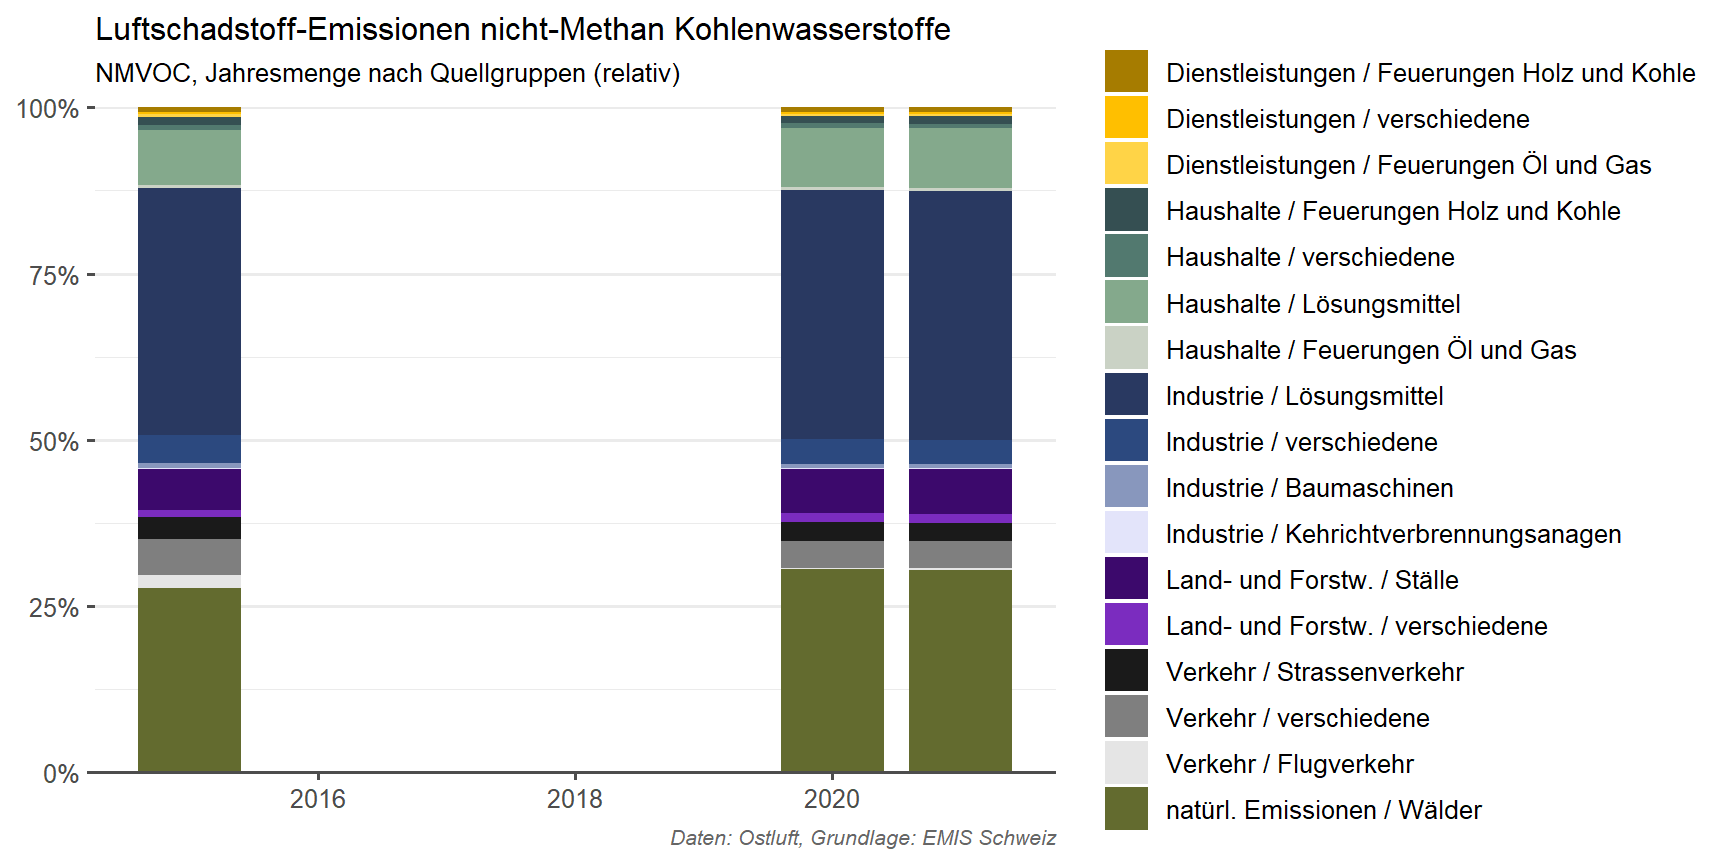 Luftschadstoff-Emissionen nicht-Methan Kohlenwasserstoffe
NMVOC, Jahresmenge nach Quellgruppen (relativ)
100%
75%
50%
25%
0%
2016
2018
2020
Daten: Ostluft, Grundlage: EMIS Schweiz
Dienstleistungen / Feuerungen Holz und Kohle
Dienstleistungen / verschiedene
Dienstleistungen / Feuerungen Öl und Gas
Haushalte / Feuerungen Holz und Kohle
Haushalte / verschiedene
Haushalte / Lösungsmittel
Haushalte / Feuerungen Öl und Gas
Industrie / Lösungsmittel
Industrie / verschiedene
Industrie / Baumaschinen
Industrie / Kehrichtverbrennungsanagen
Land- und Forstw. / Ställe
Land- und Forstw. / verschiedene
Verkehr / Strassenverkehr
Verkehr / verschiedene
Verkehr / Flugverkehr
natürl. Emissionen / Wälder